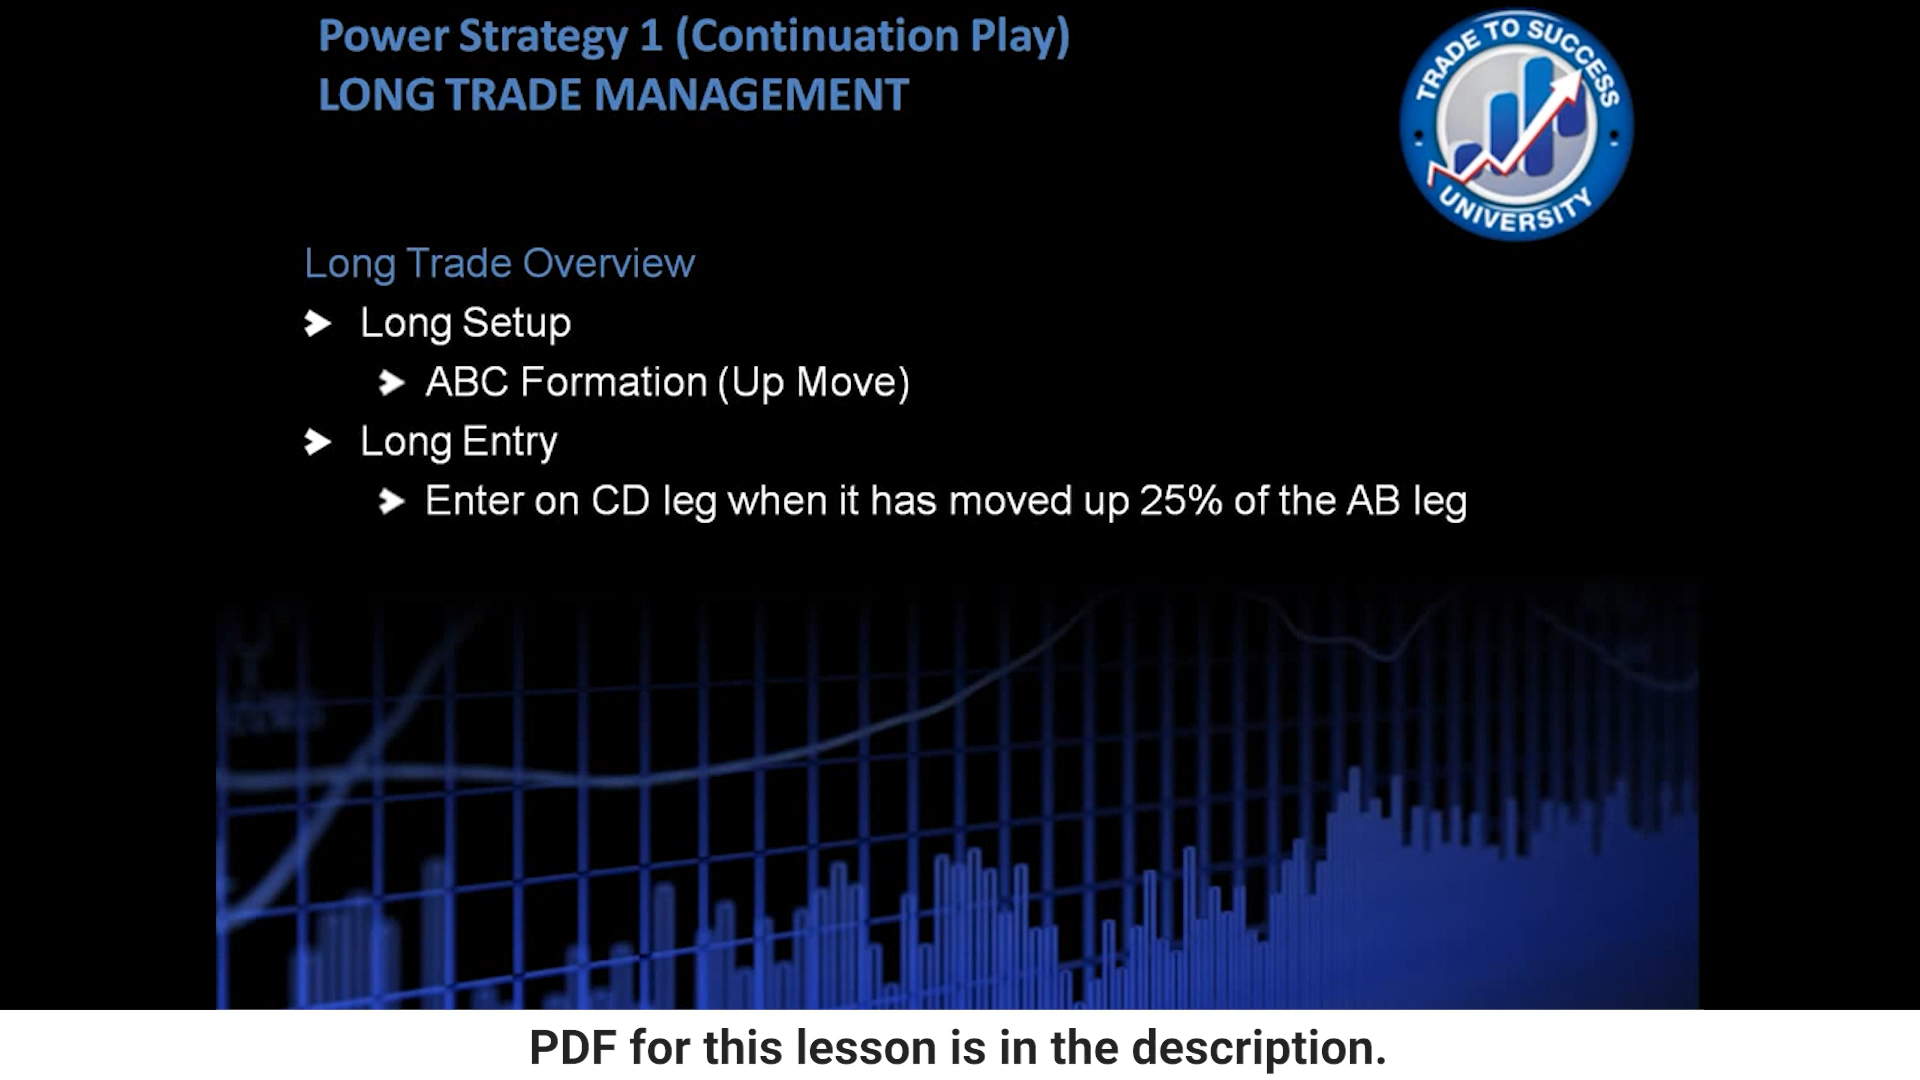 Power Strategy 1 (Continuation Play)
LONG TRADE MANAGEMENT
TRADE TO SUCCESS
UNIVERSITY
Long Trade Overview
Long Setup
ABC Formation (Up Move)
Long Entry
Enter on CD leg when it has moved up 25% of the AB leg
PDF for this lesson is in the description.